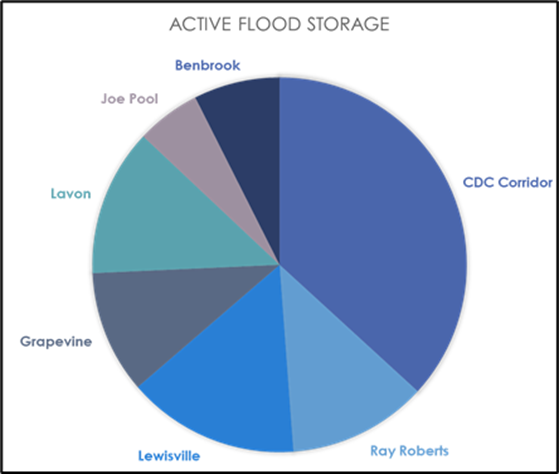 ACTIVE FLOOD STORAGE
Benbrook
Joe Pool
CDC Corridor
Lavon
Grapevine
Ray Roberts
Lewisville